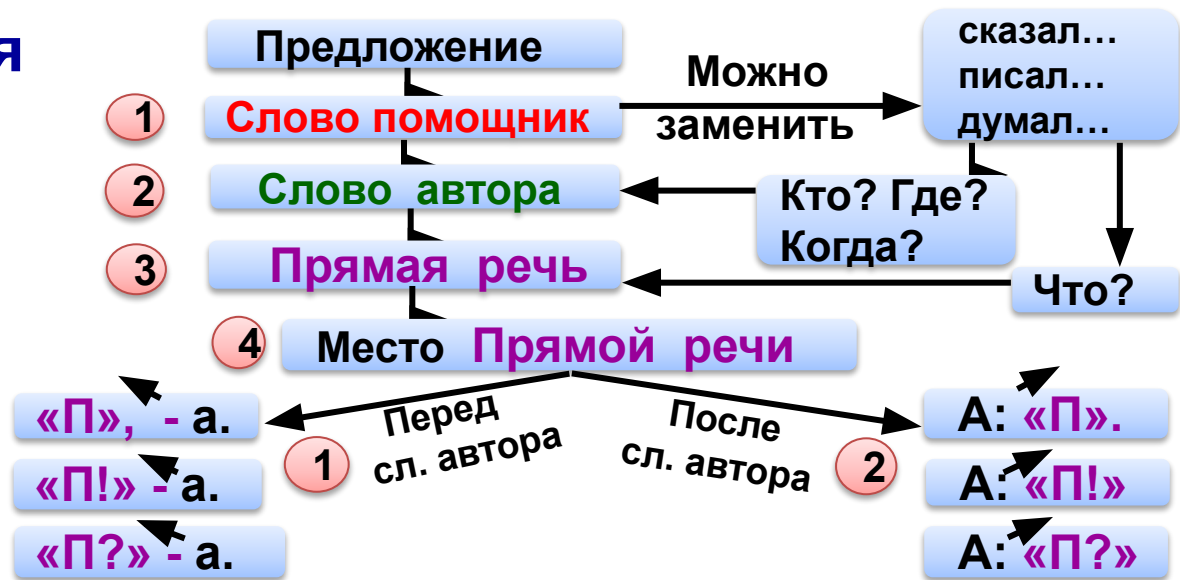 я
Предложение
1
Слово помощник
2
Слово автора
3
Прямая речь
4
Место Прямой речи
Можно
заменить
сказал...
писал...
думал...
Кто? Где?
Когда?
Что?
Перед
сл. автора
1
После
сл. автора
2
«П», - а.
«П!» - а.
«П?» - а.
А: «П».
А: «П!»
А: «П?»